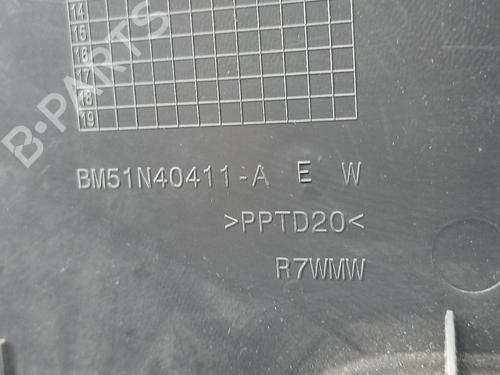 14
15
16
17
18
19
B-PARTS
BM51N40411-A E W
>PPTD20<
R7WMW